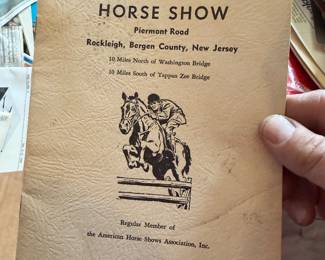 HORSE SHOW
Piermont Road
Rockleigh, Bergen County, New Jersey
10 Miles North of Washington Bridge
10 Miles South of Tappan Zee Bridge
Regular Member of
the American Horse Shows Association, Inc.